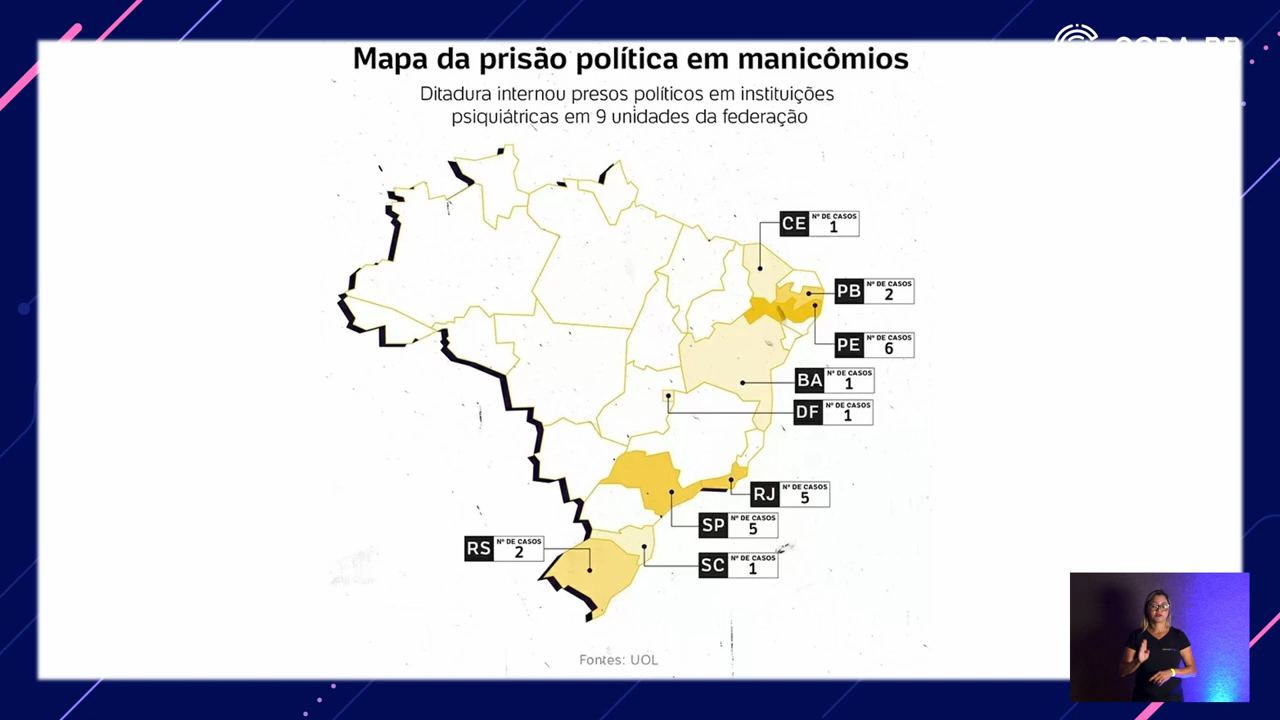 Mapa da prisão política em manicômios
Ditadura internou presos políticos em instituições
psiquiátricas em 9 unidades da federação
CE Nº DE CASOS
1
PB Nº DE CASOS
2
PE Nº DE CASOS
6
BA Nº DE CASOS
1
DF Nº DE CASOS
1
RJ Nº DE CASOS
5
SP Nº DE CASOS
5
RS Nº DE CASOS
2
SC Nº DE CASOS
1
Fontes: UOL